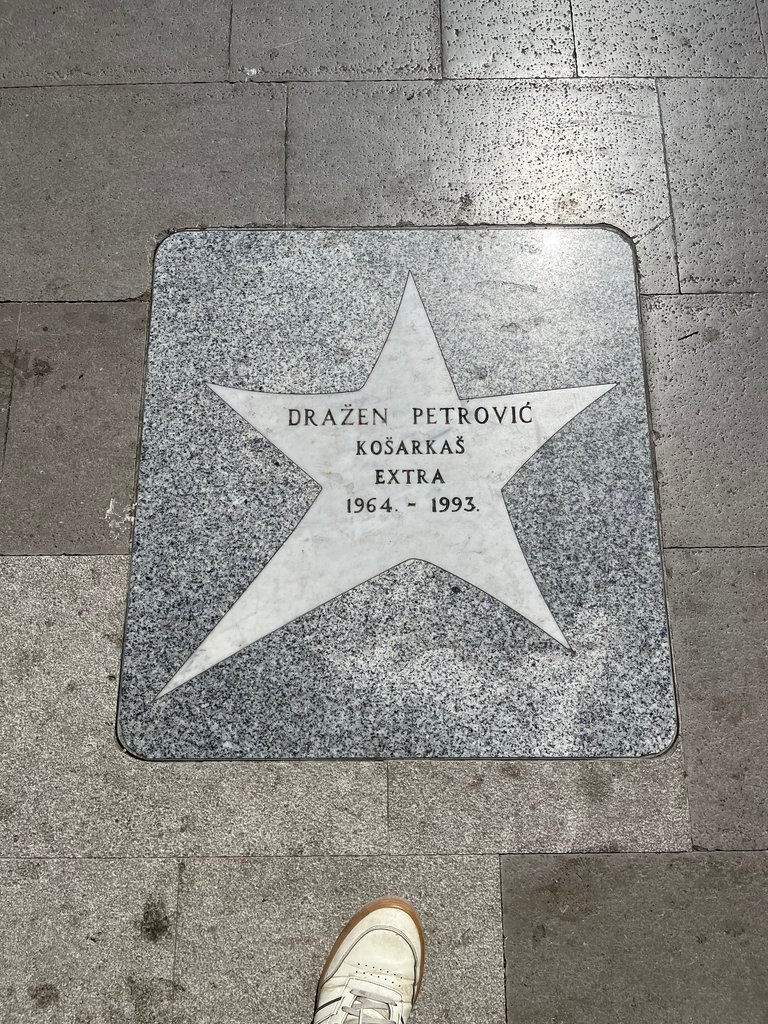 DRAŽEN PETROVIĆ
KOŠARKAŠ
EXTRA
1964. - 1993.